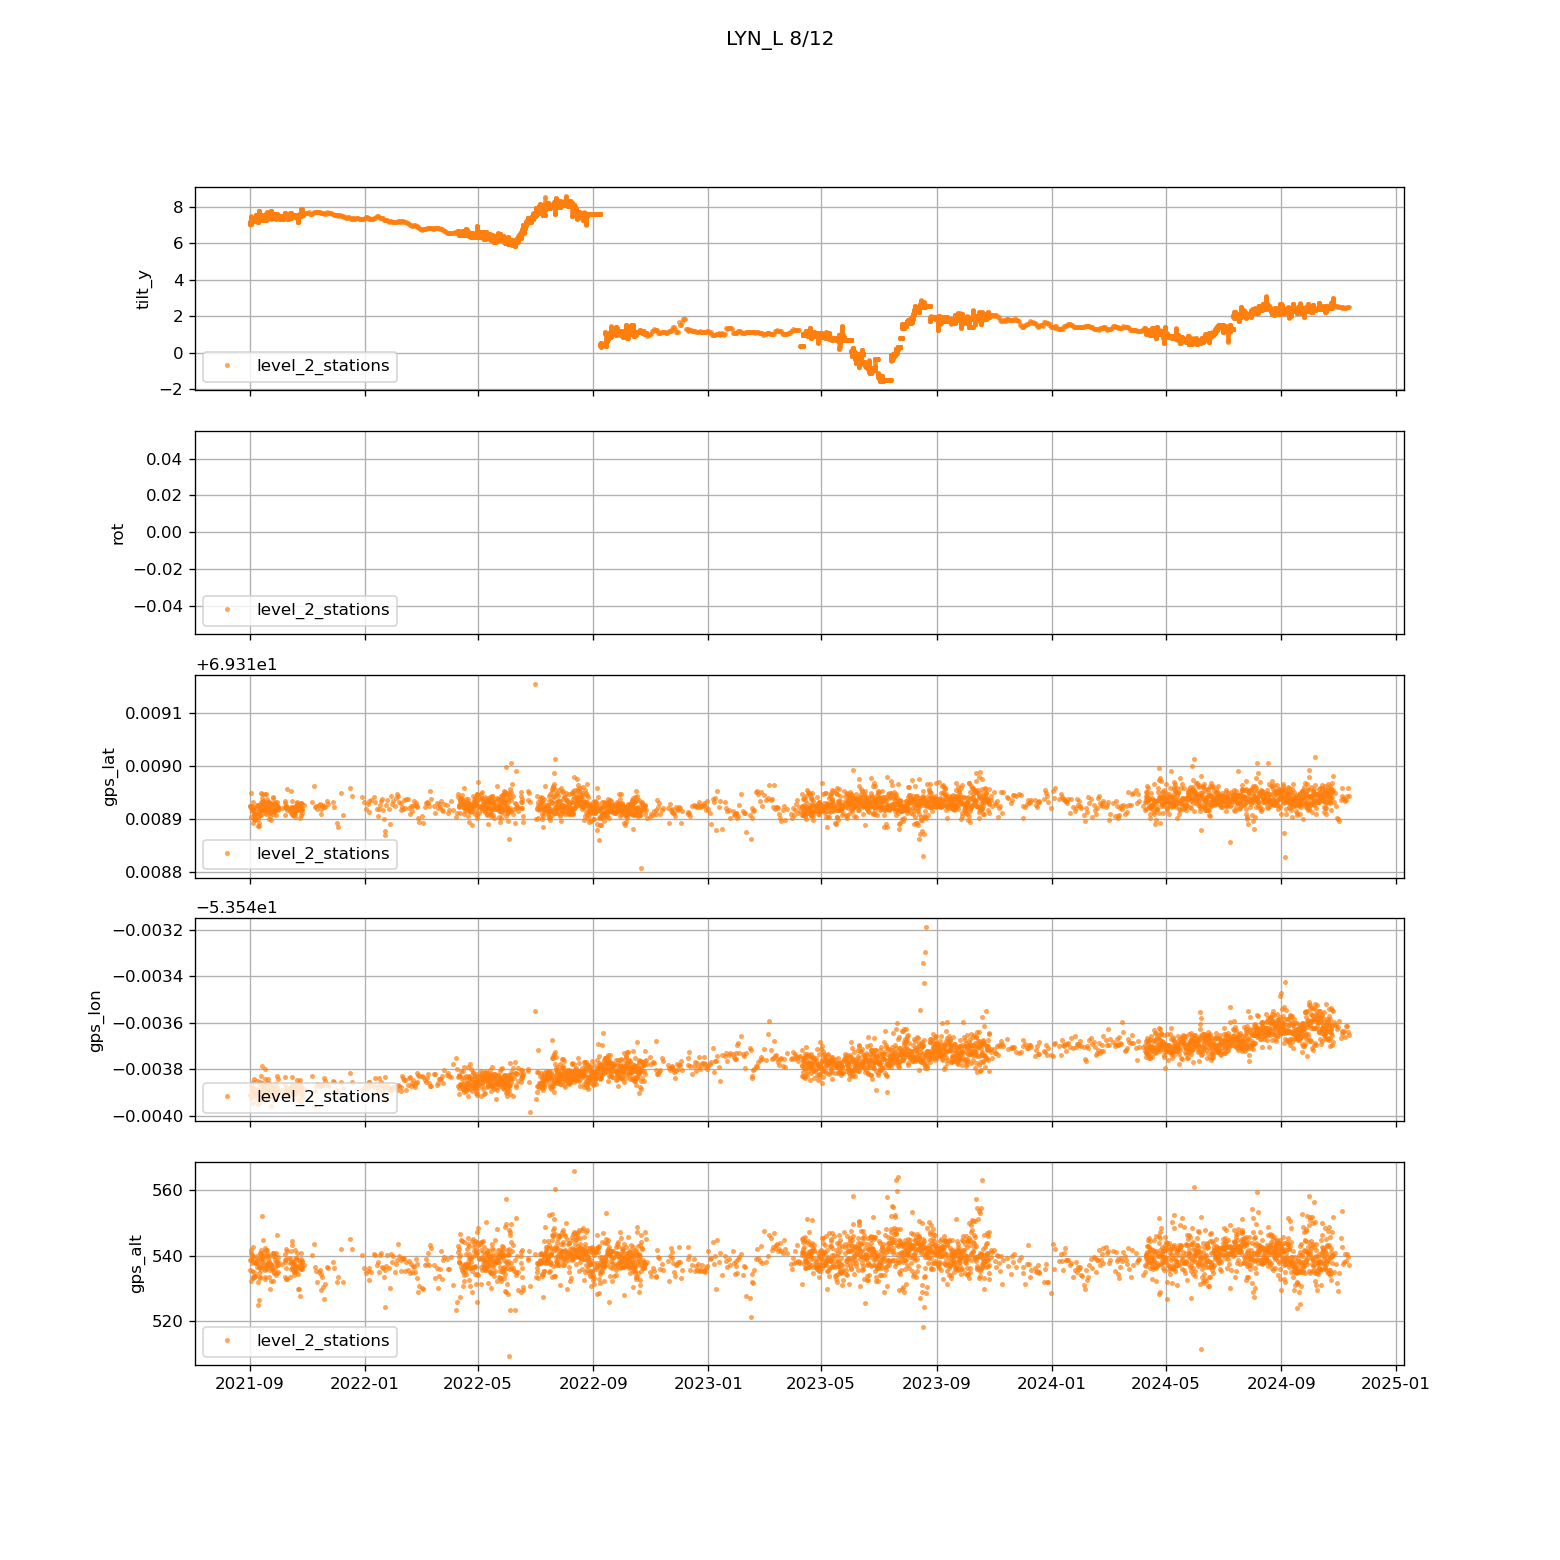 LYN_L 8/12
8
6
4
2
0
−2
tilt_y
level_2_stations
0.04
0.02
0.00
−0.02
−0.04
rot
level_2_stations
+6.931e1
0.0091
0.0090
0.0089
0.0088
gps_lat
level_2_stations
−5.354e1
−0.0032
−0.0034
−0.0036
−0.0038
−0.0040
gps_lon
level_2_stations
560
540
520
gps_alt
level_2_stations
2021-09 2022-01 2022-05 2022-09 2023-01 2023-05 2023-09 2024-01 2024-05 2024-09 2025-01